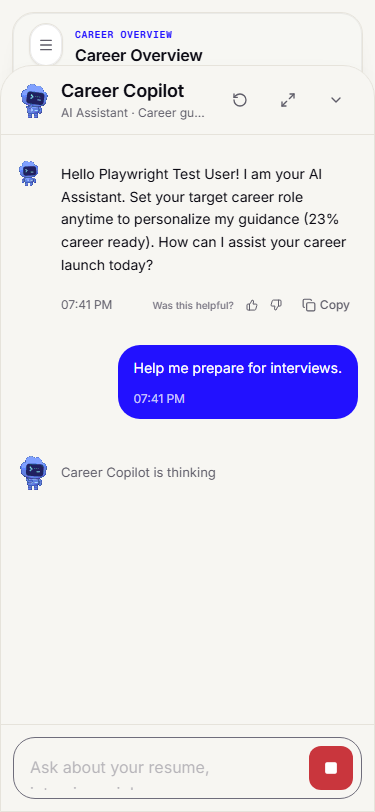 CAREER OVERVIEW
Career Overview
Career Copilot
AI Assistant · Career gu...
Hello Playwright Test User! I am your AI
Assistant. Set your target career role
anytime to personalize my guidance (23%
career ready). How can I assist your career
launch today?
07:41 PM
Was this helpful?
Copy
Help me prepare for interviews.
07:41 PM
Career Copilot is thinking
Ask about your resume,